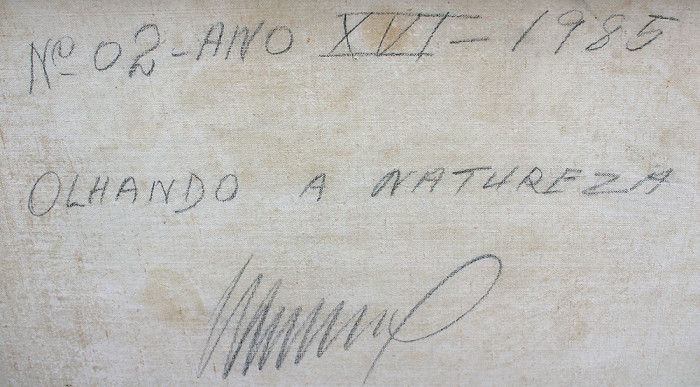 Nº 02-ANO XVI - 1985
OLHANDO A NATUREZA